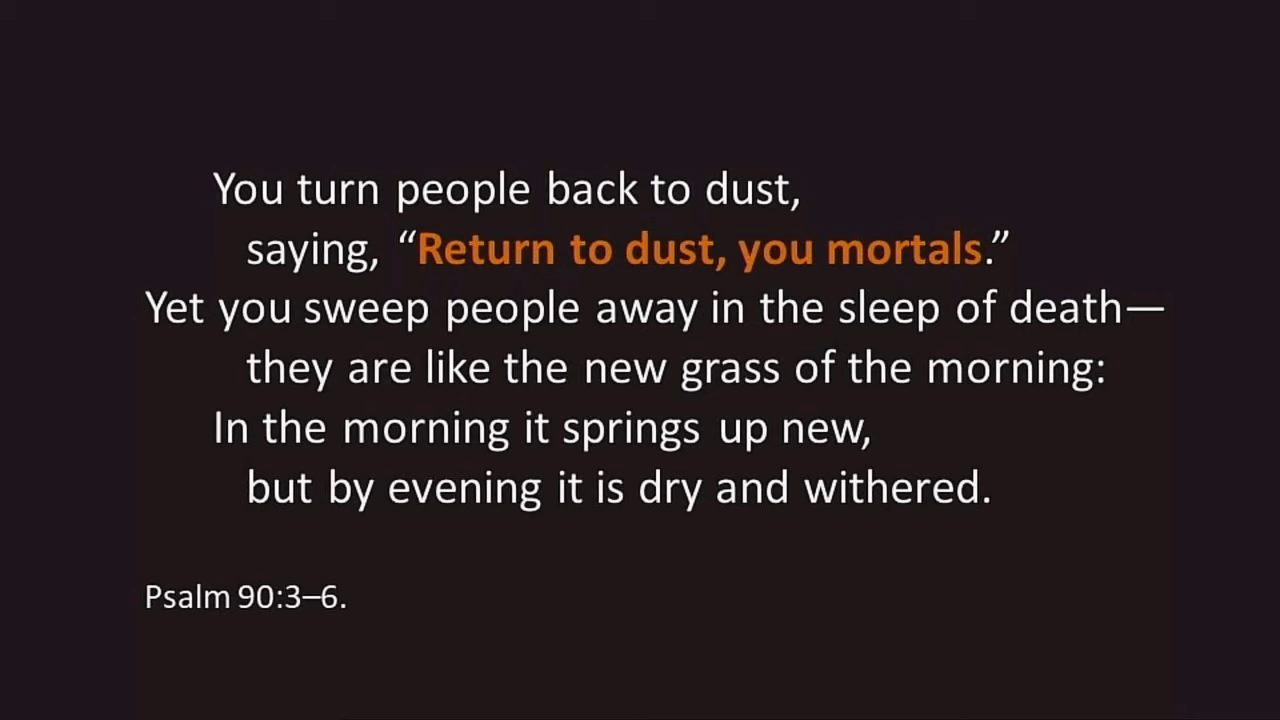 You turn people back to dust,
saying, “Return to dust, you mortals.”
Yet you sweep people away in the sleep of death—
they are like the new grass of the morning:
In the morning it springs up new,
but by evening it is dry and withered.
Psalm 90:3–6.